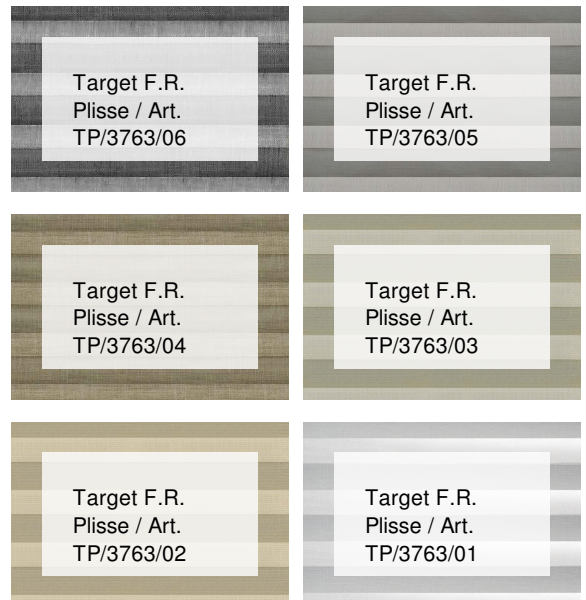 Target F.R.
Plisse / Art.
TP/3763/06
Target F.R.
Plisse / Art.
TP/3763/05
Target F.R.
Plisse / Art.
TP/3763/04
Target F.R.
Plisse / Art.
TP/3763/03
Target F.R.
Plisse / Art.
TP/3763/02
Target F.R.
Plisse / Art.
TP/3763/01